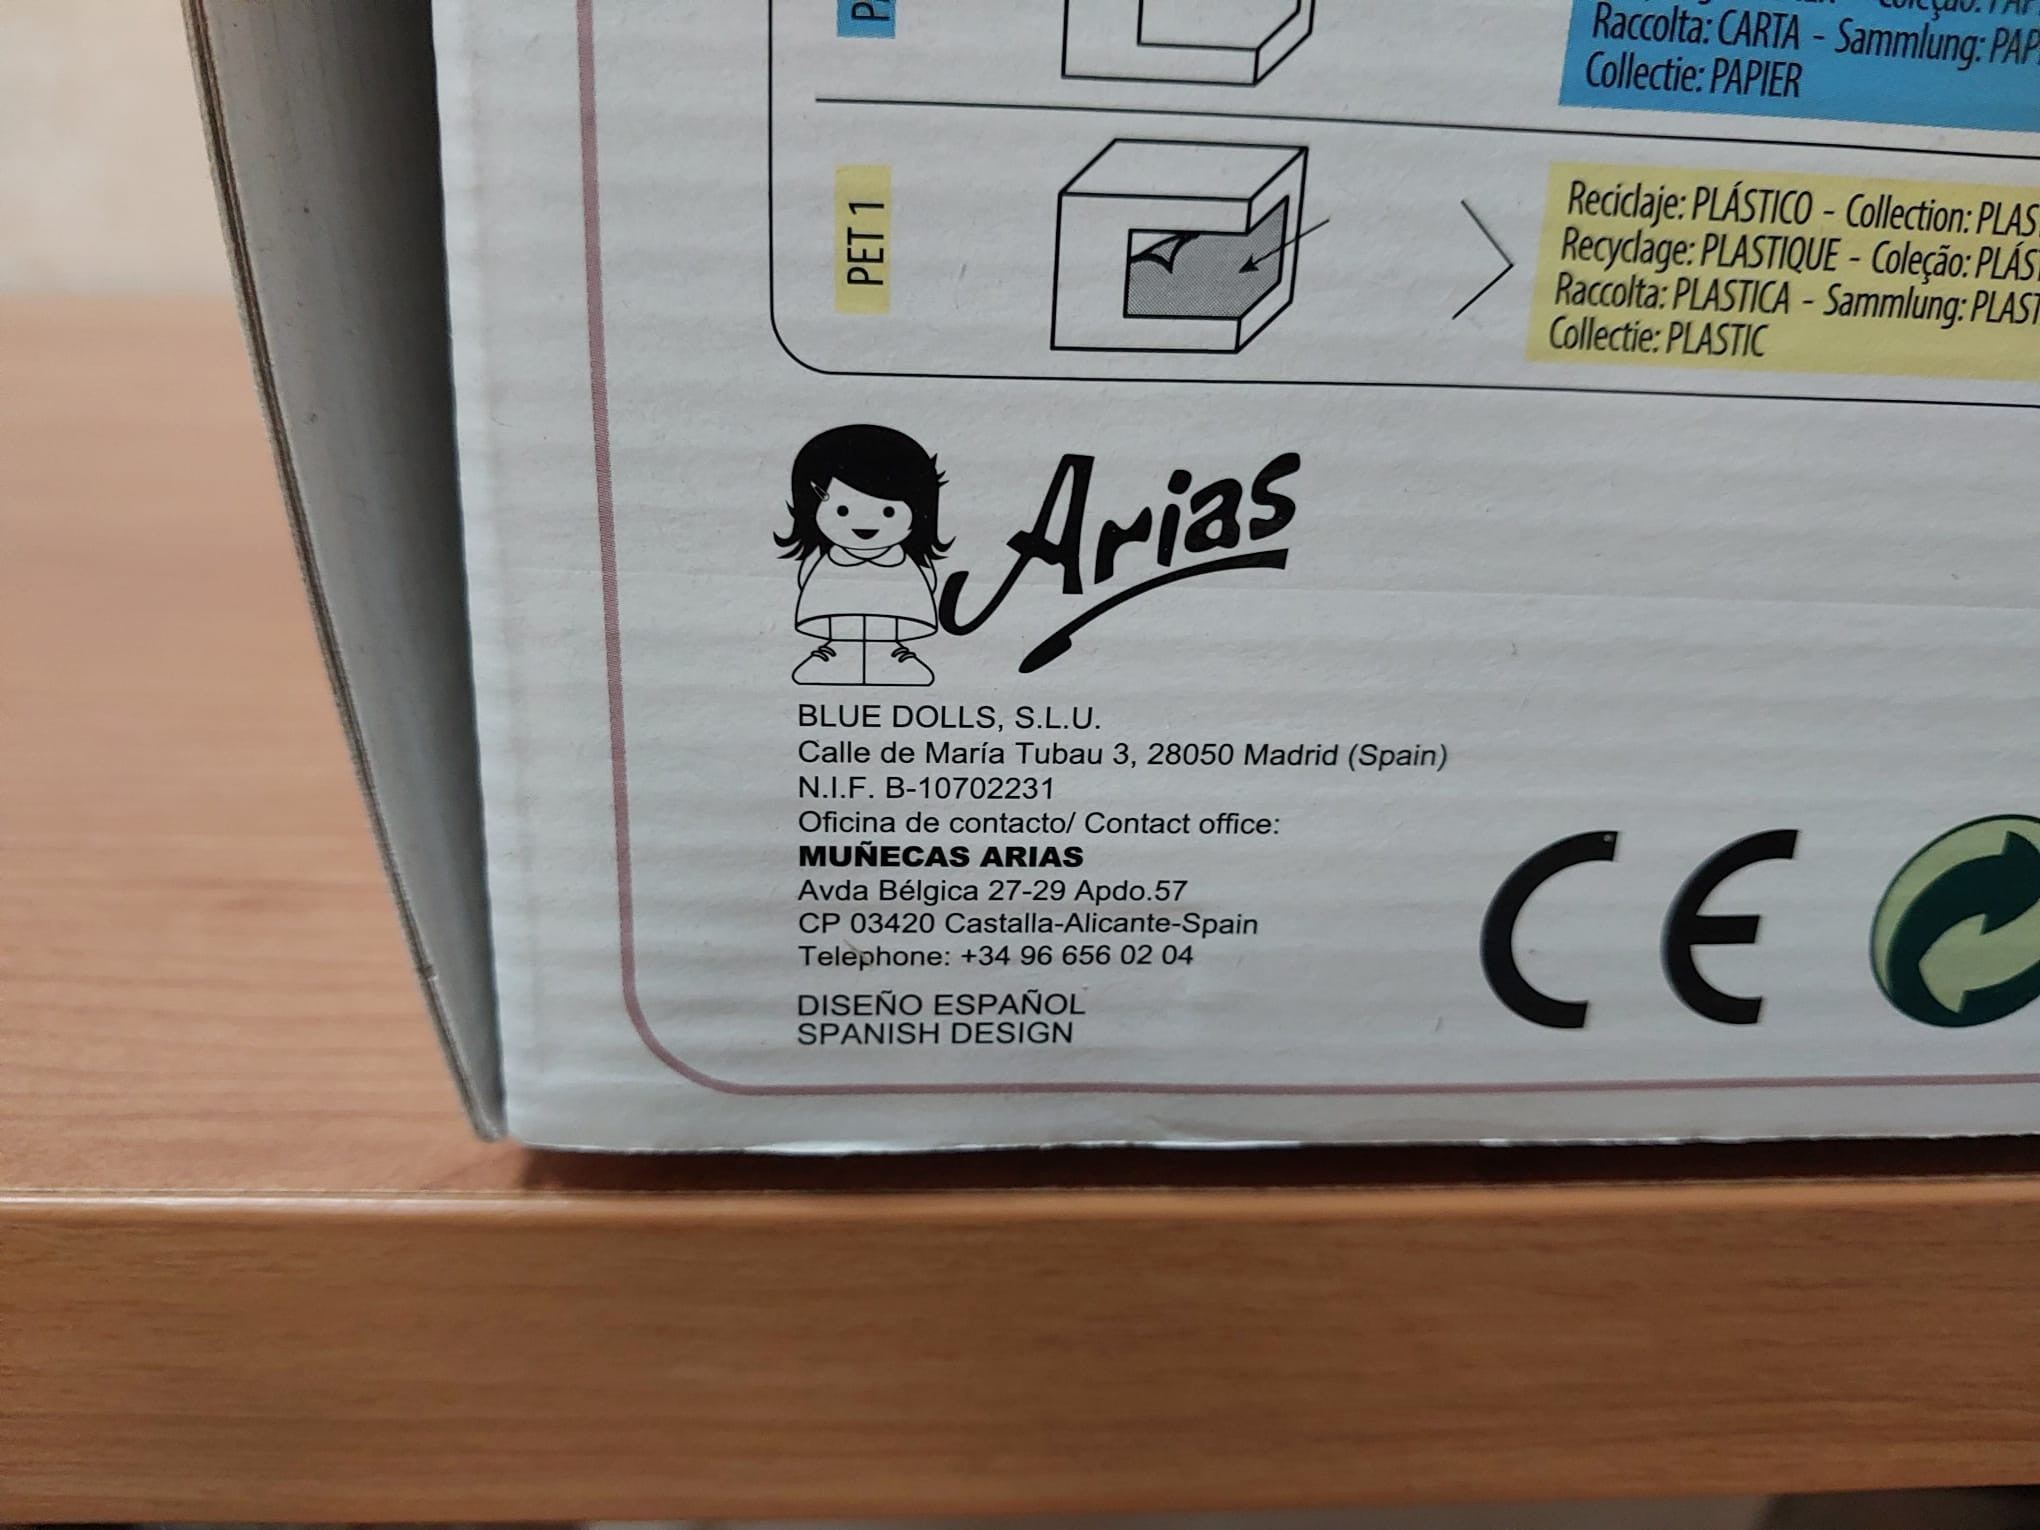 Raccolta: CARTA - Sammlung:
Collectie: PAPIER
PET 1
Reciclaje: PLÁSTICO - Collection:
Recyclage: PLASTIQUE - Coleção:
Raccolta: PLASTICA - Sammlung:
Collectie: PLASTIC
Arias
BLUE DOLLS, S.L.U.
Calle de María Tubau 3, 28050 Madrid (Spain)
N.I.F. B-10702231
Oficina de contacto/ Contact office:
MUÑECAS ARIAS
Avda Bélgica 27-29 Apdo.57
CP 03420 Castalla-Alicante-Spain
Telephone: +34 96 656 02 04
DISEÑO ESPAÑOL
SPANISH DESIGN
CE